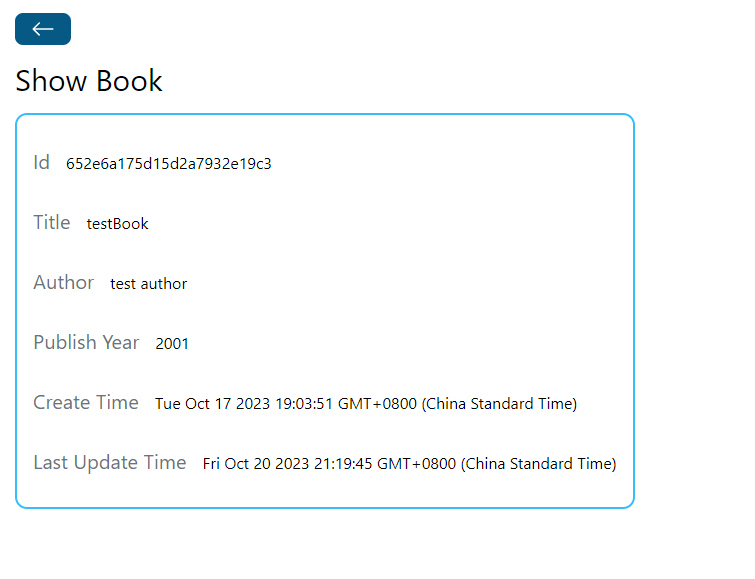 Show Book
Id 652e6a175d15d2a7932e19c3
Title testBook
Author test author
Publish Year 2001
Create Time Tue Oct 17 2023 19:03:51 GMT+0800 (China Standard Time)
Last Update Time Fri Oct 20 2023 21:19:45 GMT+0800 (China Standard Time)